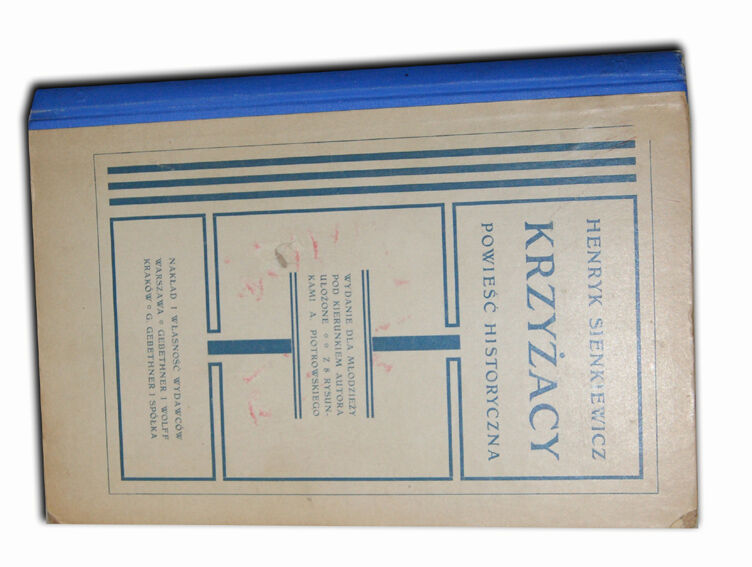 HENRYK SIENKIEWICZ
KRZYŻACY
POWIEŚĆ HISTORYCZNA
WYDANIE DLA MŁODZIEŻY
POD KIERUNKIEM AUTORA
UŁOŻONE ∘ ∘ Z 8 RYSUN-
KAMI A. PIOTROWSKIEGO
NAKŁAD I WŁASNOŚĆ WYDAWCÓW
WARSZAWA ∘ GEBETHNER I WOLFF
KRAKÓW ∘ G. GEBETHNER I SPÓŁKA